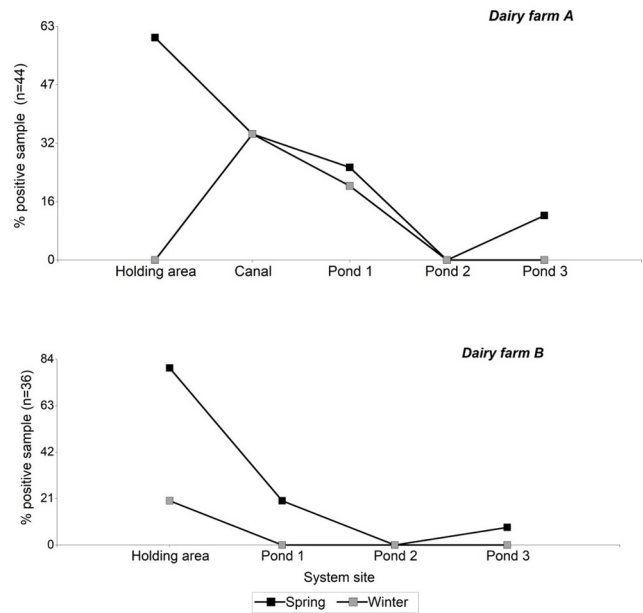 Dairy farm A
% positive sample (n=44)
63
47
32
16
0
Holding area Canal Pond 1 Pond 2 Pond 3
Dairy farm B
% positive sample (n=36)
84
63
42
21
0
Holding area Pond 1 Pond 2 Pond 3
System site
Spring Winter